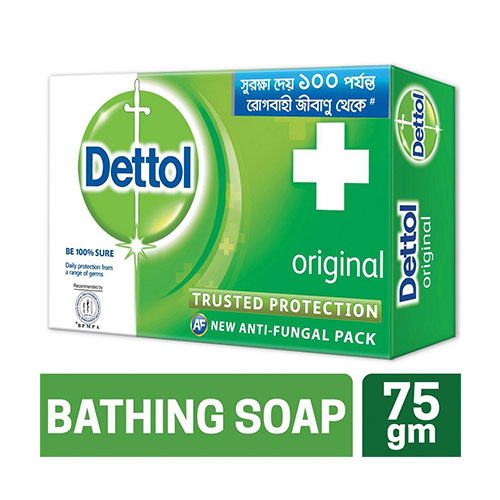 সুরক্ষা দেয় ১০০ পর্যন্ত
রোগবাহী জীবাণু থেকে#
Dettol
BE 100% SURE
Daily protection from
a range of germs
Recommended by
*BPMPA
original
TRUSTED PROTECTION
AF NEW ANTI-FUNGAL PACK
Dettol
original
BATHING SOAP
75
gm